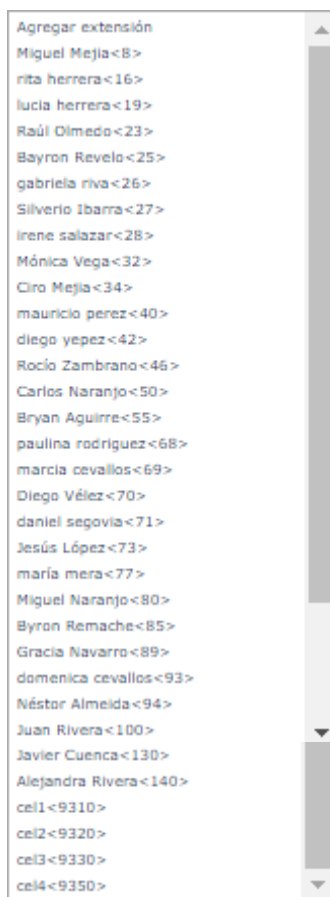 Agregar extensión
Miguel Mejia<8>
rita herrera<16>
lucia herrera<19>
Raúl Olmedo<23>
Bayron Revelo<25>
gabriela riva<26>
Silverio Ibarra<27>
irene salazar<28>
Mónica Vega<32>
Ciro Mejia<34>
mauricio perez<40>
diego yepez<42>
Rocío Zambrano<46>
Carlos Naranjo<50>
Bryan Aguirre<55>
paulina rodriguez<68>
marcia cevallos<69>
Diego Vélez<70>
daniel segovia<71>
Jesús López<73>
maría mera<77>
Miguel Naranjo<80>
Byron Remache<85>
Gracia Navarro<89>
domenica cevallos<93>
Néstor Almeida<94>
Juan Rivera<100>
Javier Cuenca<130>
Alejandra Rivera<140>
cel1<9310>
cel2<9320>
cel3<9330>
cel4<9350>